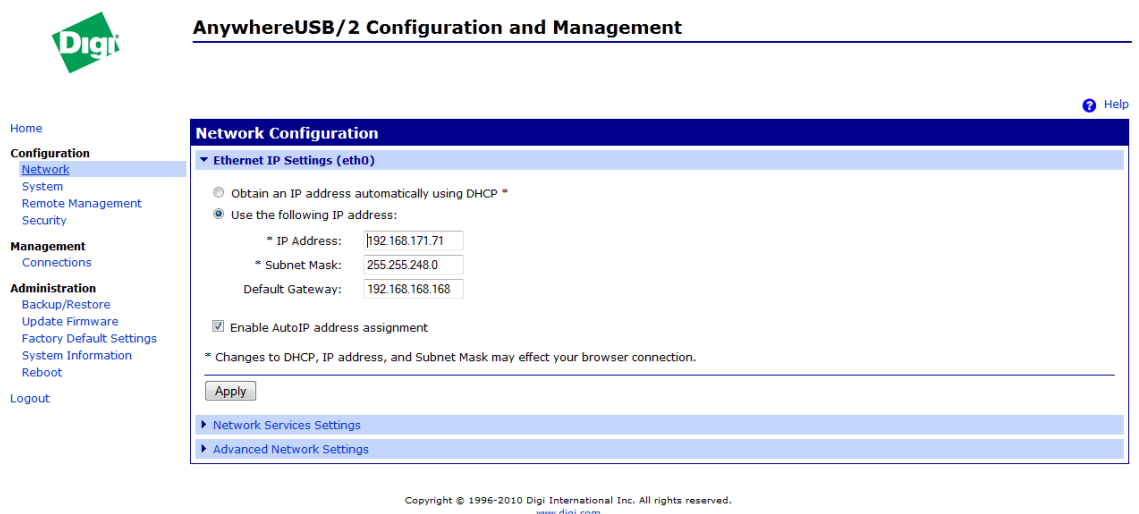 Digi
AnywhereUSB/2 Configuration and Management
Help
Home
Configuration
Network
System
Remote Management
Security
Management
Connections
Administration
Backup/Restore
Update Firmware
Factory Default Settings
System Information
Reboot
Logout
Network Configuration
Ethernet IP Settings (eth0)
Obtain an IP address automatically using DHCP *
Use the following IP address:
* IP Address: 192.168.171.71
* Subnet Mask: 255.255.248.0
Default Gateway: 192.168.168.168
Enable AutoIP address assignment
* Changes to DHCP, IP address, and Subnet Mask may effect your browser connection.
Apply
Network Services Settings
Advanced Network Settings
Copyright © 1996-2010 Digi International Inc. All rights reserved.
www.digi.com